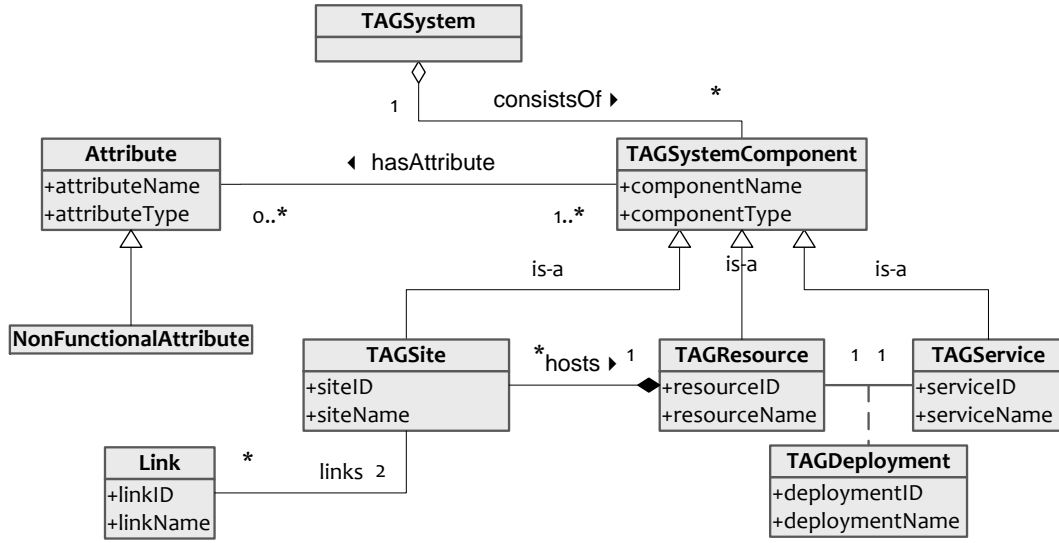 TAGSystem
1
consistsOf ▸
*
Attribute
+attributeName
+attributeType
◂ hasAttribute
0..*
1..*
TAGSystemComponent
+componentName
+componentType
is-a
is-a
is-a
NonFunctionalAttribute
TAGSite
+siteID
+siteName
*
hosts ▸
1
TAGResource
+resourceID
+resourceName
1
1
TAGService
+serviceID
+serviceName
Link
+linkID
+linkName
*
links
2
TAGDeployment
+deploymentID
+deploymentName